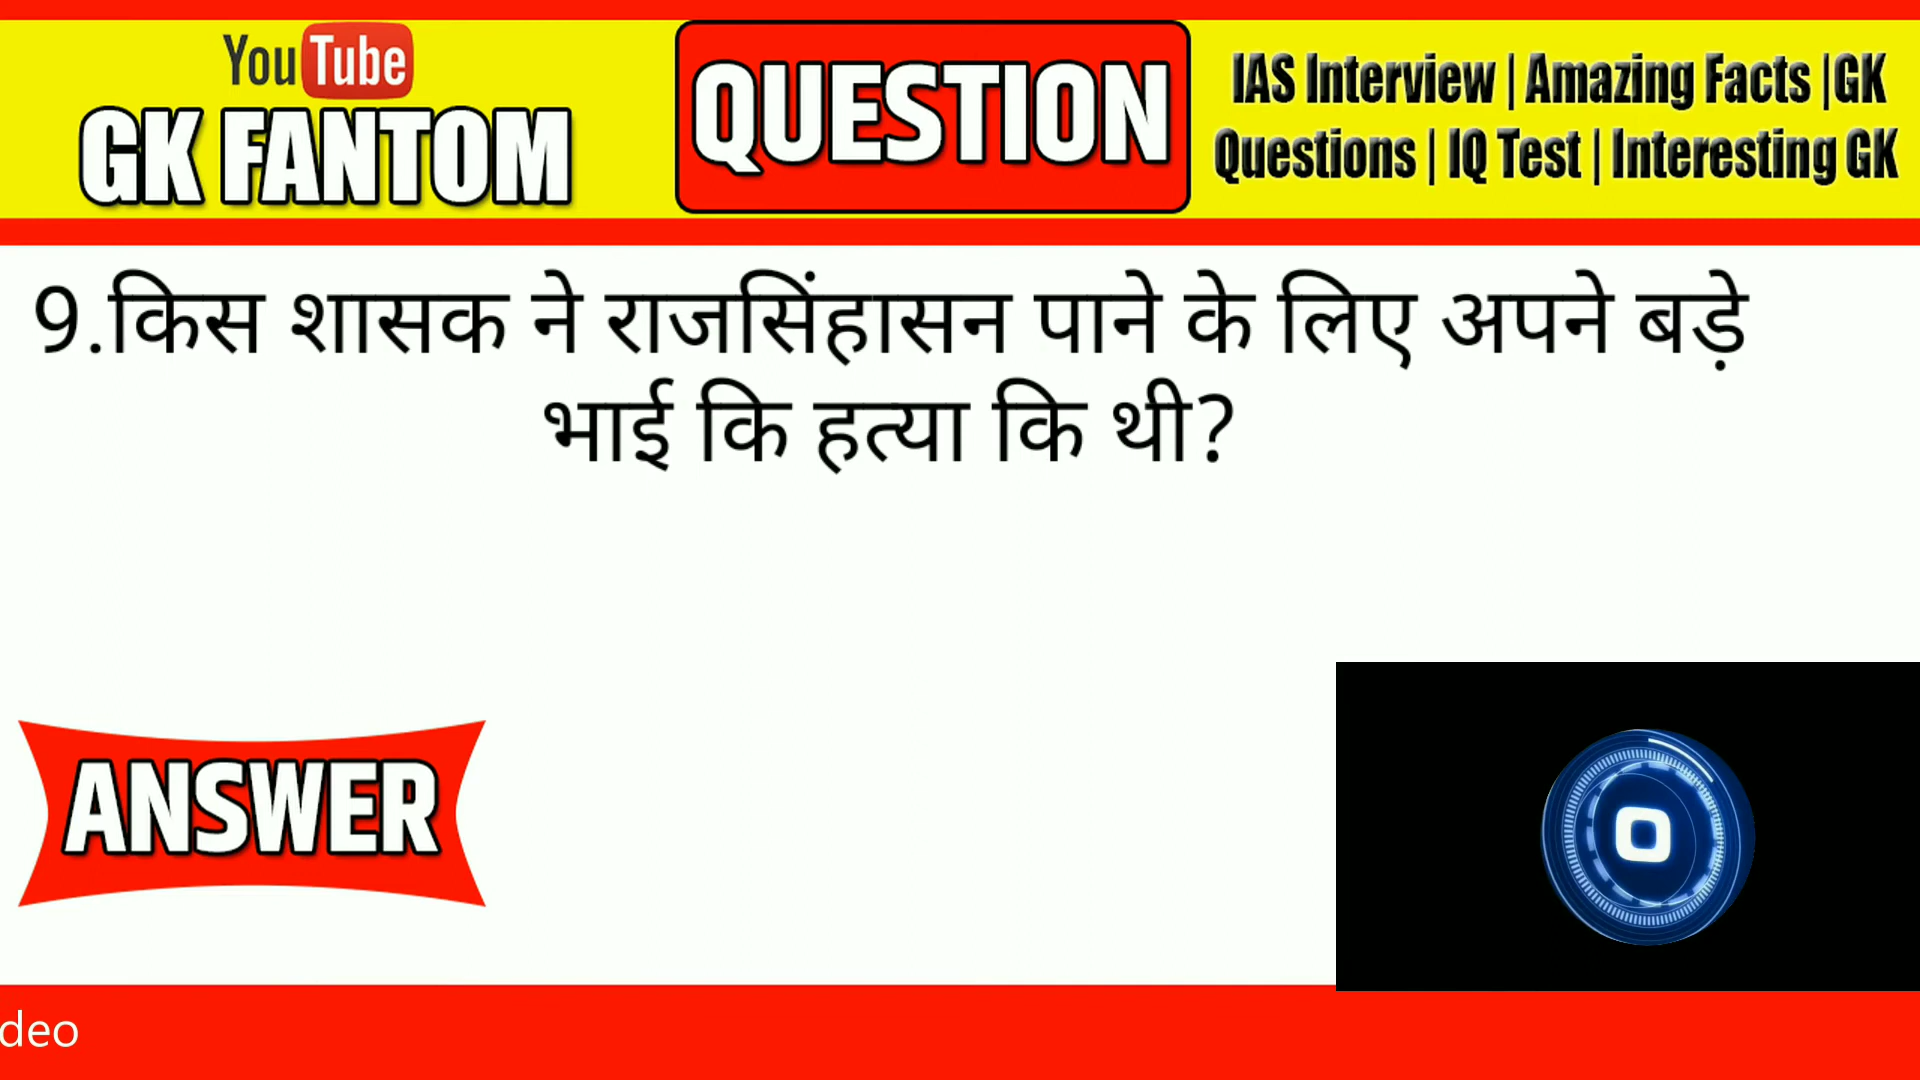 YouTube
GK FANTOM
QUESTION
IAS Interview | Amazing Facts |GK
Questions | IQ Test | Interesting GK
9.किस शासक ने राजसिंहासन पाने के लिए अपने बड़े
भाई कि हत्या कि थी?
ANSWER
0
deo